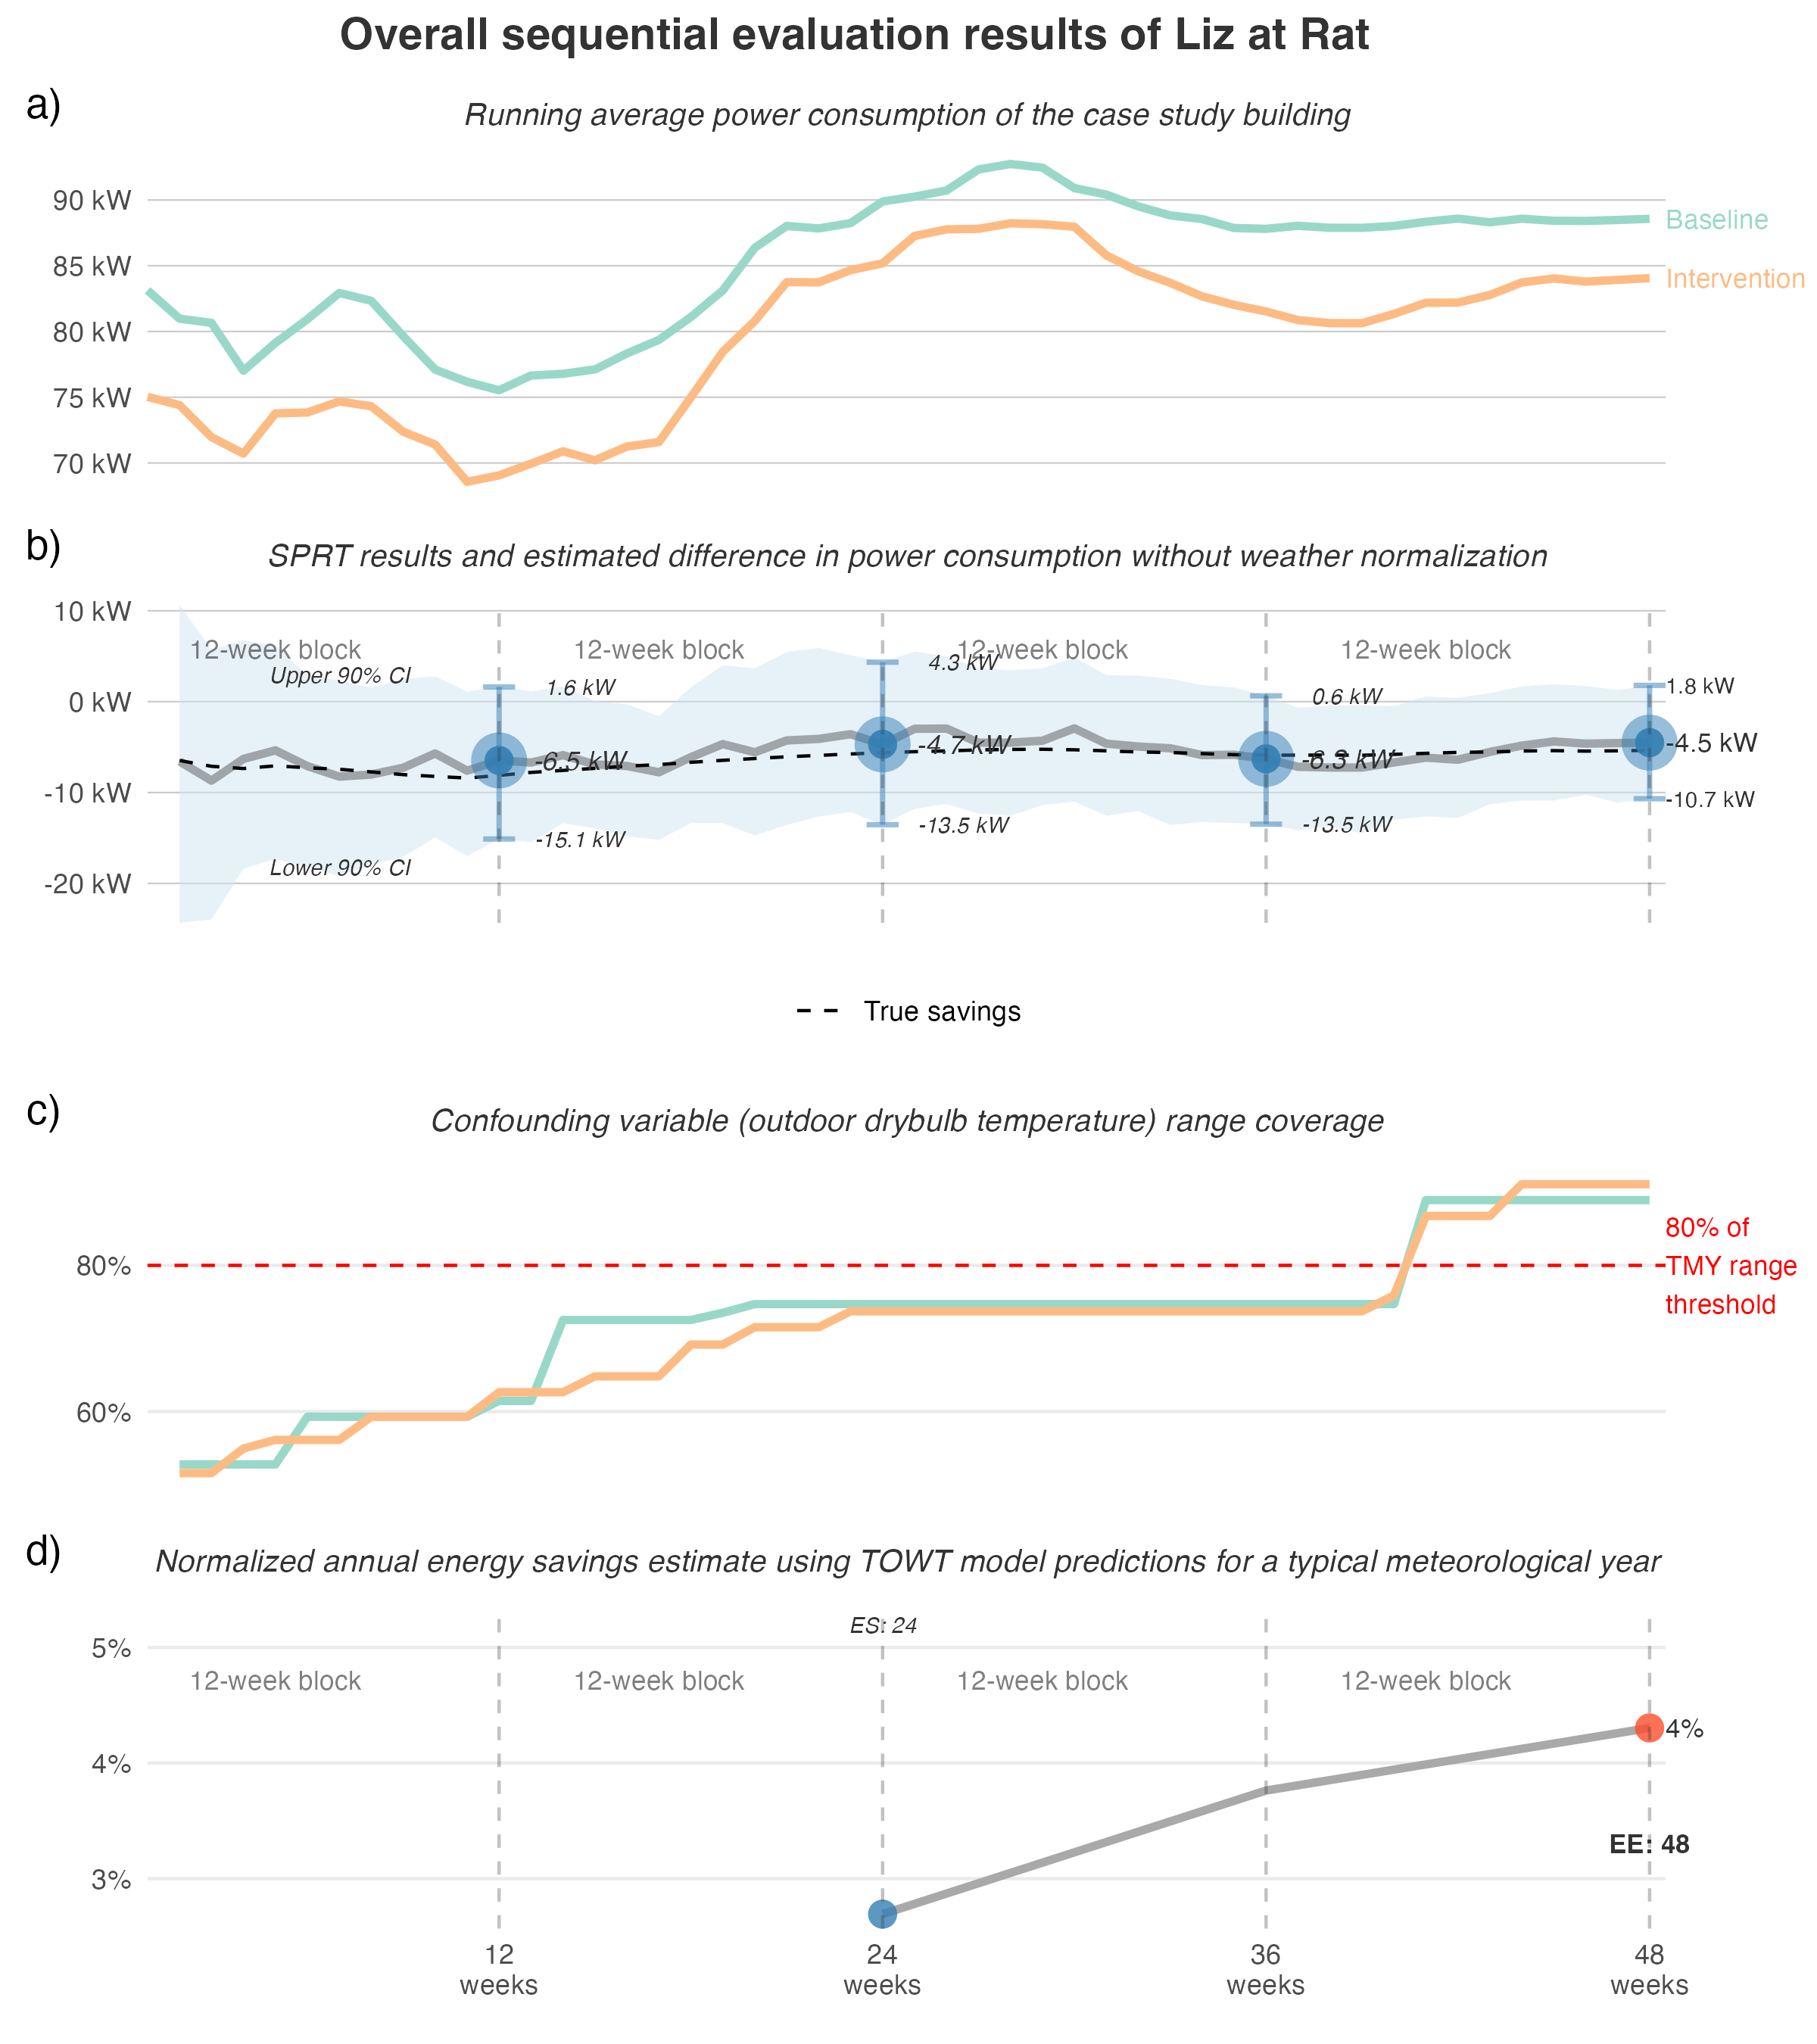 Overall sequential evaluation results of Liz at Rat
a)
Running average power consumption of the case study building
90 kW
85 kW
80 kW
75 kW
70 kW
Baseline
Intervention
b)
SPRT results and estimated difference in power consumption without weather normalization
10 kW
0 kW
-10 kW
-20 kW
12-week block
12-week block
12-week block
12-week block
Upper 90% CI
Lower 90% CI
1.6 kW
-6.5 kW
-15.1 kW
4.3 kW
-4.7 kW
-13.5 kW
0.6 kW
-6.3 kW
-13.5 kW
1.8 kW
-4.5 kW
-10.7 kW
True savings
c)
Confounding variable (outdoor drybulb temperature) range coverage
80%
60%
80% of
TMY range
threshold
d)
Normalized annual energy savings estimate using TOWT model predictions for a typical meteorological year
ES: 24
5%
4%
3%
12-week block
12-week block
12-week block
12-week block
4%
EE: 48
12
weeks
24
weeks
36
weeks
48
weeks